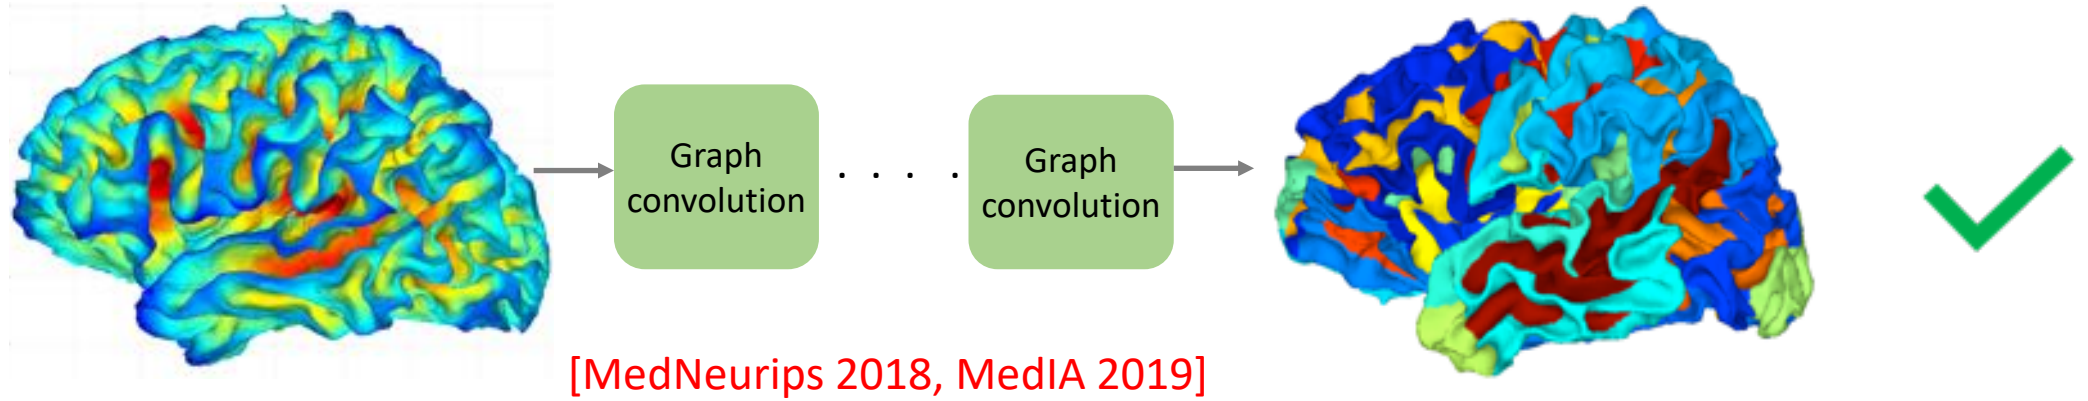 Graph
convolution
. . . .
Graph
convolution
[MedNeurips 2018, MedIA 2019]